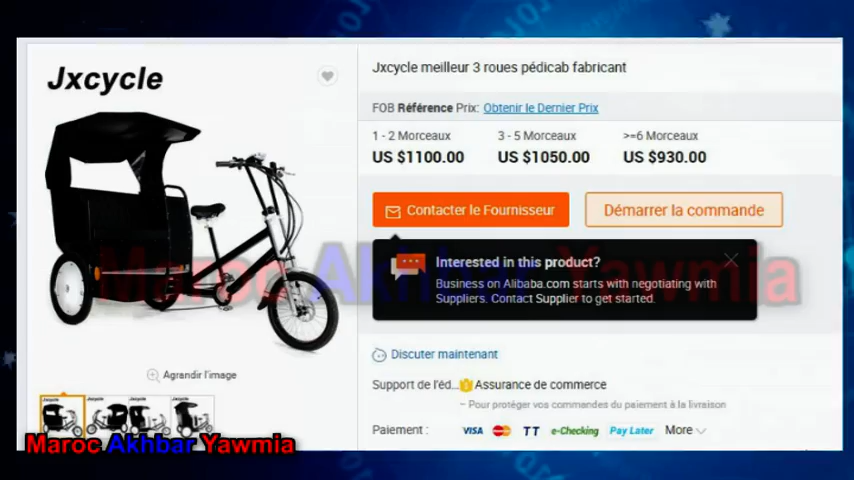 Jxcycle
Jxcycle meilleur 3 roues pédicab fabricant
FOB Référence Prix: Obtenir le Dernier Prix
1 - 2 Morceaux 3 - 5 Morceaux >=6 Morceaux
US $1100.00 US $1050.00 US $930.00
Contacter le Fournisseur Démarrer la commande
Interested in this product?
Business on Alibaba.com starts with negotiating with
Suppliers. Contact Supplier to get started.
Maroc Akhbar Yawmia
Discuter maintenant
Agrandir l'image
Support de l'éd... Assurance de commerce
– Pour protéger vos commandes du paiement à la livraison
Paiement : VISA TT e-Checking Pay Later More
Maroc Akhbar Yawmia